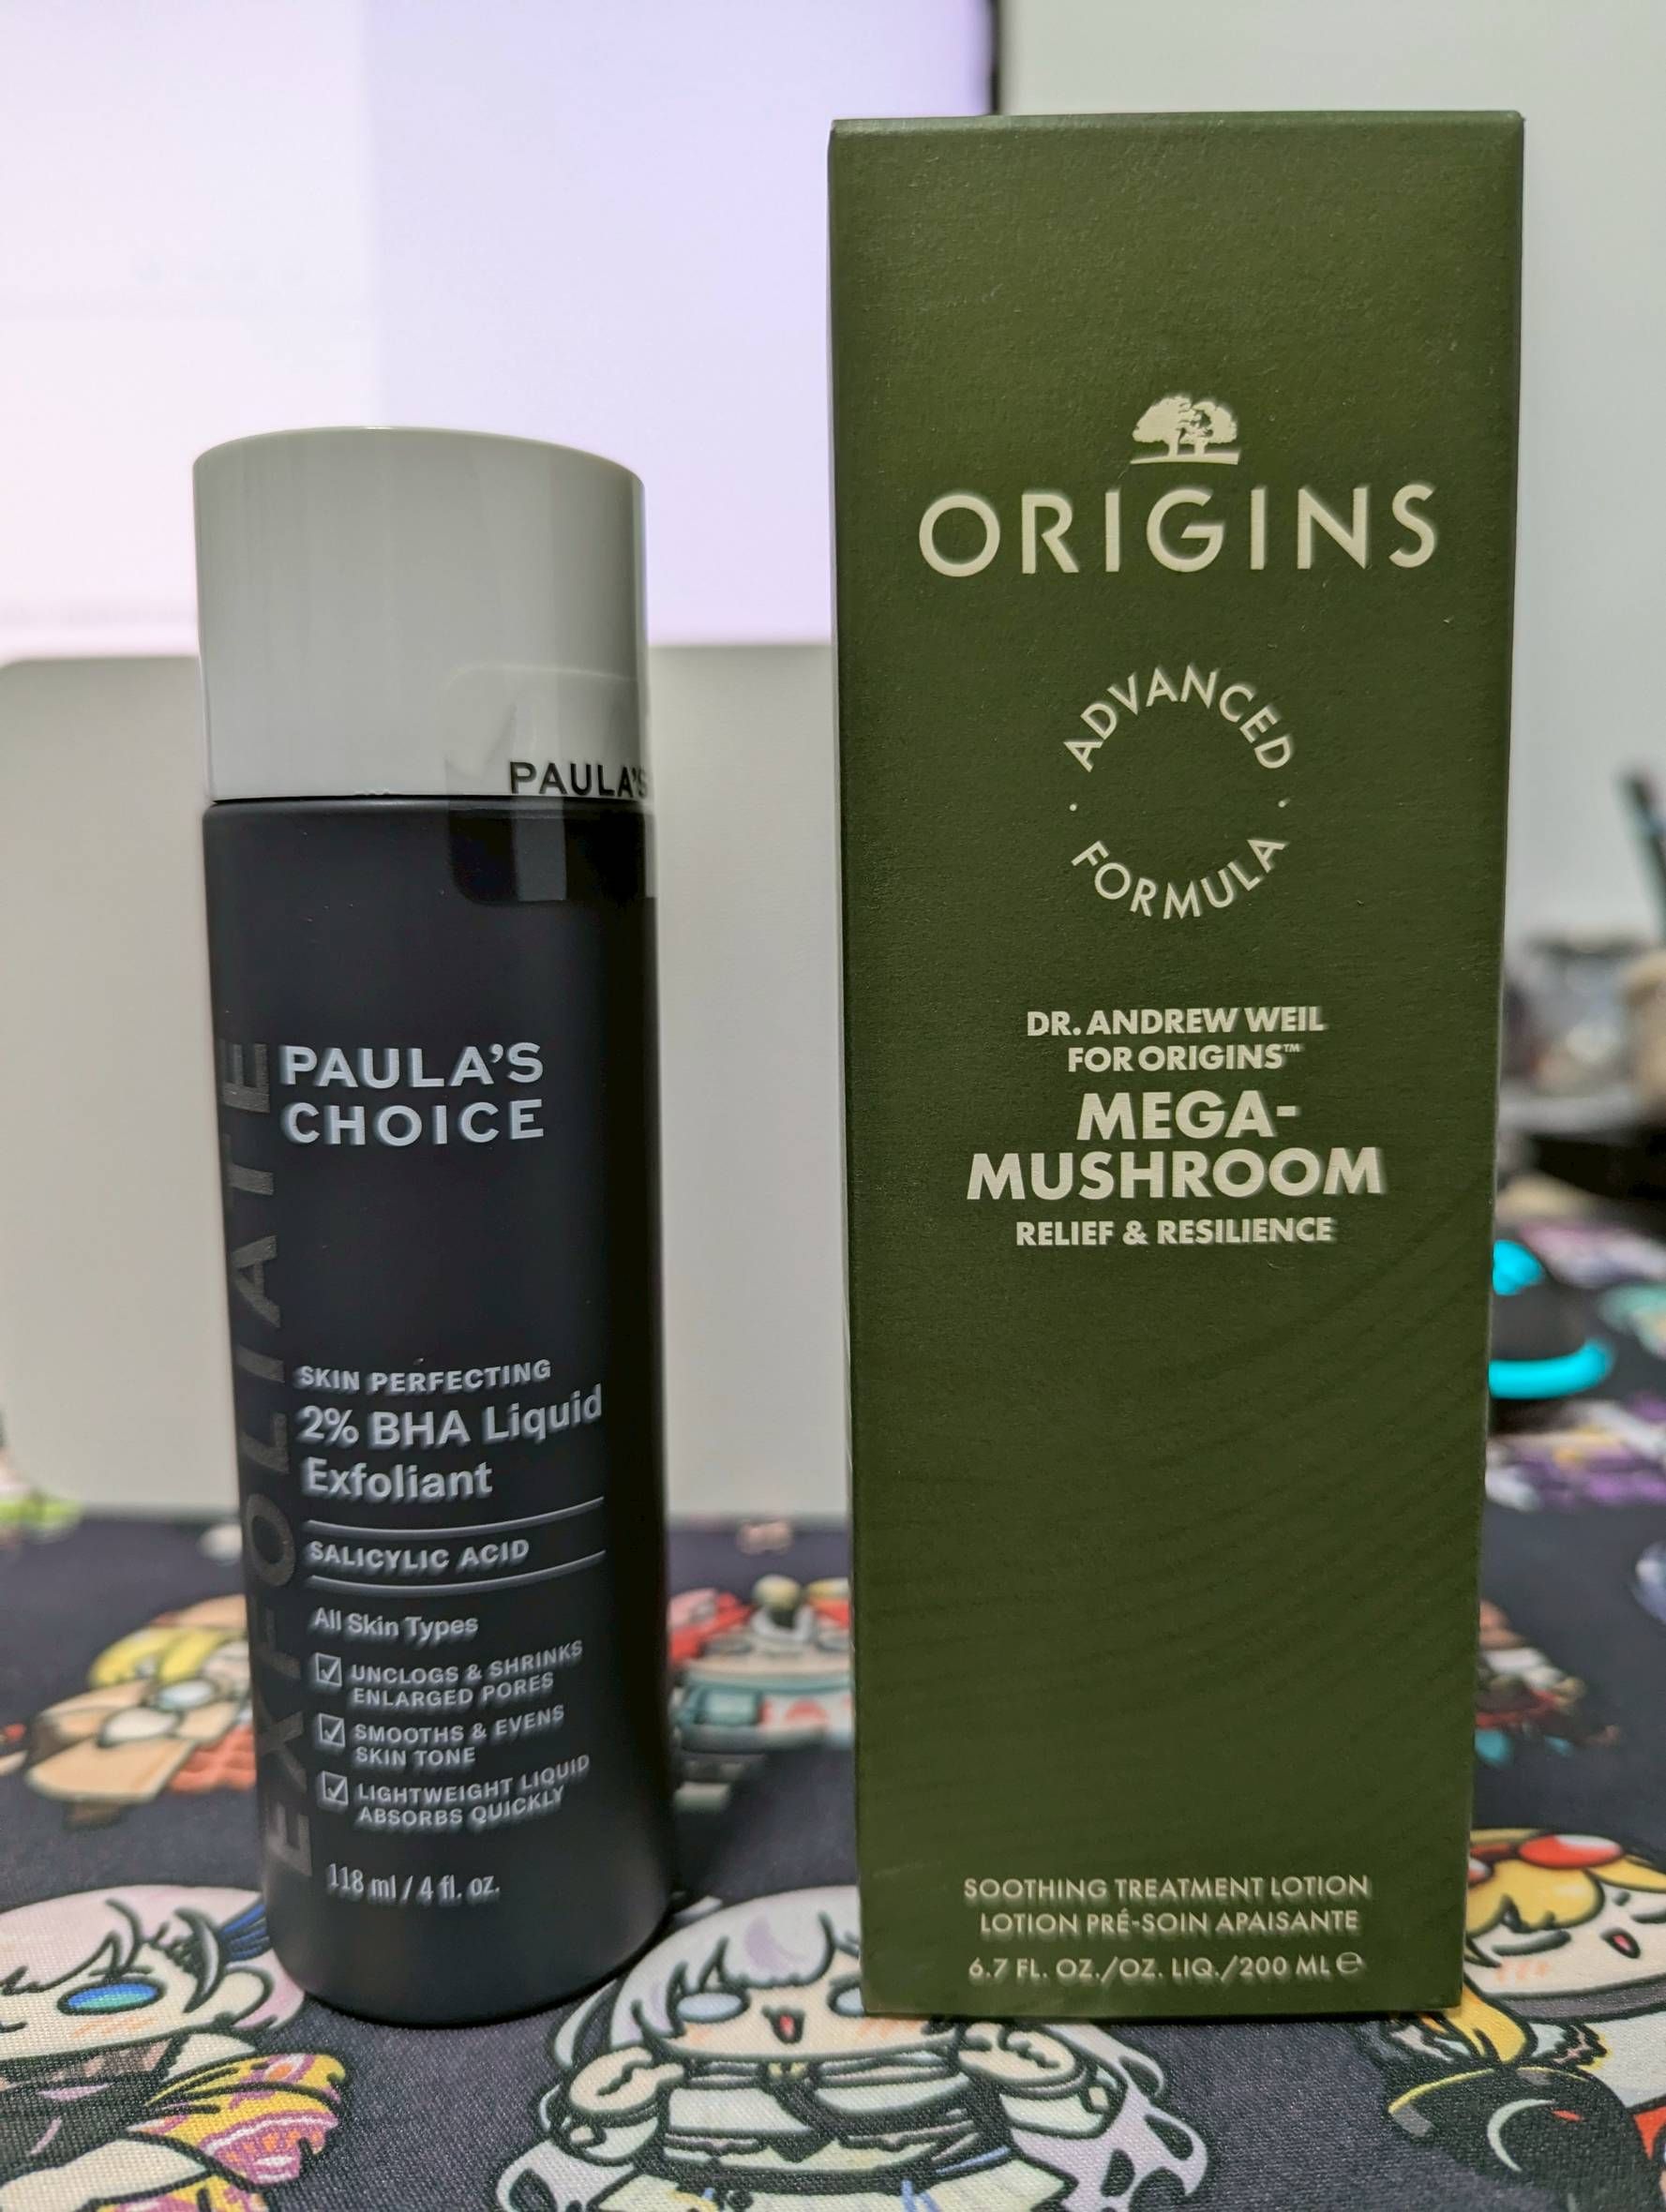 PAULA'S
EXFOLIATE
PAULA'S
CHOICE
SKIN PERFECTING
2% BHA Liquid
Exfoliant
SALICYLIC ACID
All Skin Types
UNCLOGS & SHRINKS
ENLARGED PORES
SMOOTHS & EVENS
SKIN TONE
LIGHTWEIGHT LIQUID
ABSORBS QUICKLY
118 ml / 4 fl. oz.
ORIGINS
ADVANCED
FORMULA
DR. ANDREW WEIL
FOR ORIGINS™
MEGA-
MUSHROOM
RELIEF & RESILIENCE
SOOTHING TREATMENT LOTION
LOTION PRÉ-SOIN APAISANTE
6.7 FL. OZ./OZ. LIQ./200 ML ℮